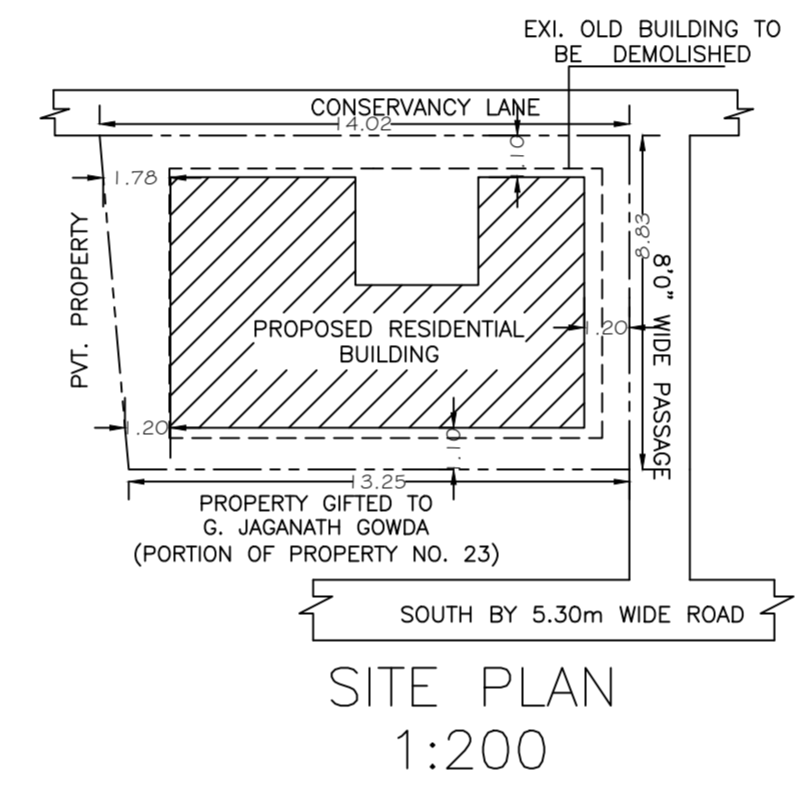 EXI. OLD BUILDING TO
BE DEMOLISHED
CONSERVANCY LANE
14.02
1.10
1.78
8.83
PVT. PROPERTY
8'0" WIDE PASSAGE
PROPOSED RESIDENTIAL
BUILDING
1.20
1.20
1.10
13.25
PROPERTY GIFTED TO
G. JAGANATH GOWDA
(PORTION OF PROPERTY NO. 23)
SOUTH BY 5.30m WIDE ROAD
SITE PLAN
1:200